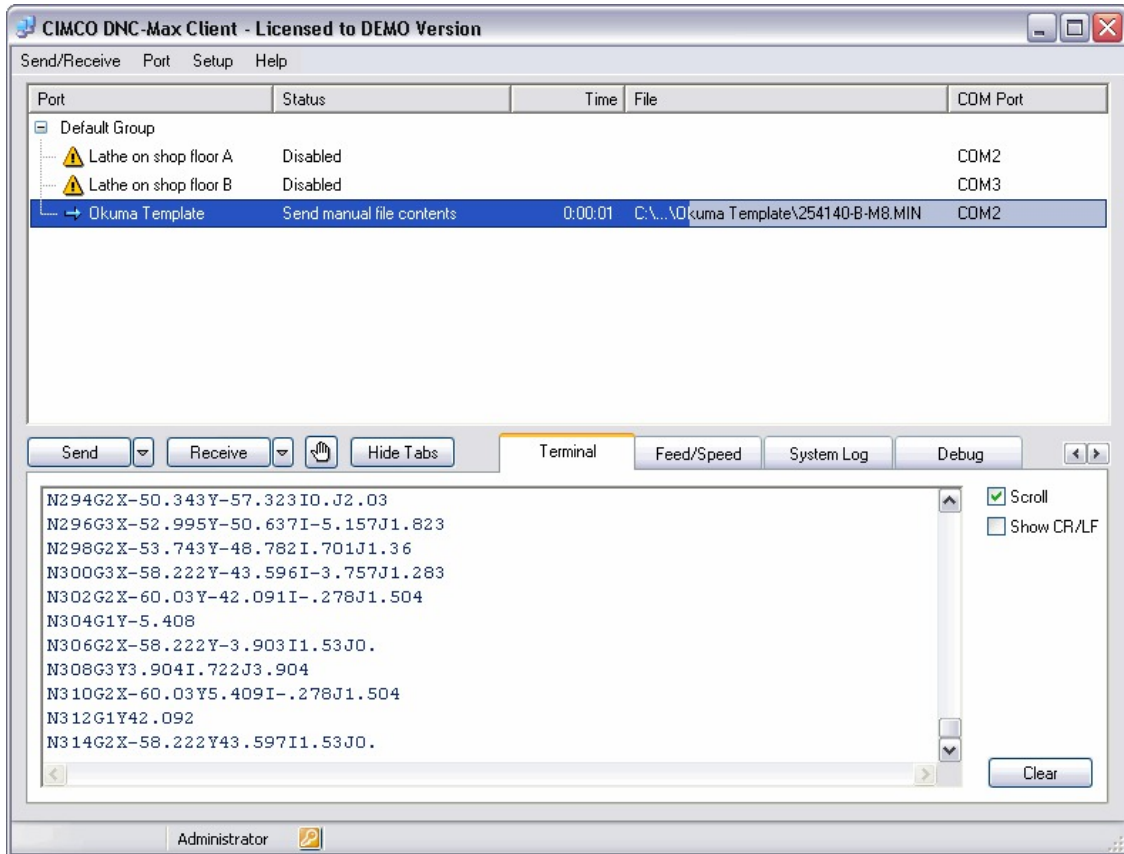 CIMCO DNC-Max Client - Licensed to DEMO Version
Send/Receive Port Setup Help
Port Status Time File COM Port
Default Group
Lathe on shop floor A Disabled COM2
Lathe on shop floor B Disabled COM3
Okuma Template Send manual file contents 0:00:01 C:\...\Okuma Template\254140-B-M8.MIN COM2
Send Receive Hide Tabs Terminal Feed/Speed System Log Debug
N294G2X-50.343Y-57.323I0.J2.03
Scroll
N296G3X-52.995Y-50.637I-5.157J1.823
Show CR/LF
N298G2X-53.743Y-48.782I.701J1.36
N300G3X-58.222Y-43.596I-3.757J1.283
N302G2X-60.03Y-42.091I-.278J1.504
N304G1Y-5.408
N306G2X-58.222Y-3.903I1.53J0.
N308G3Y3.904I.722J3.904
N310G2X-60.03Y5.409I-.278J1.504
N312G1Y42.092
N314G2X-58.222Y43.597I1.53J0.
Clear
Administrator